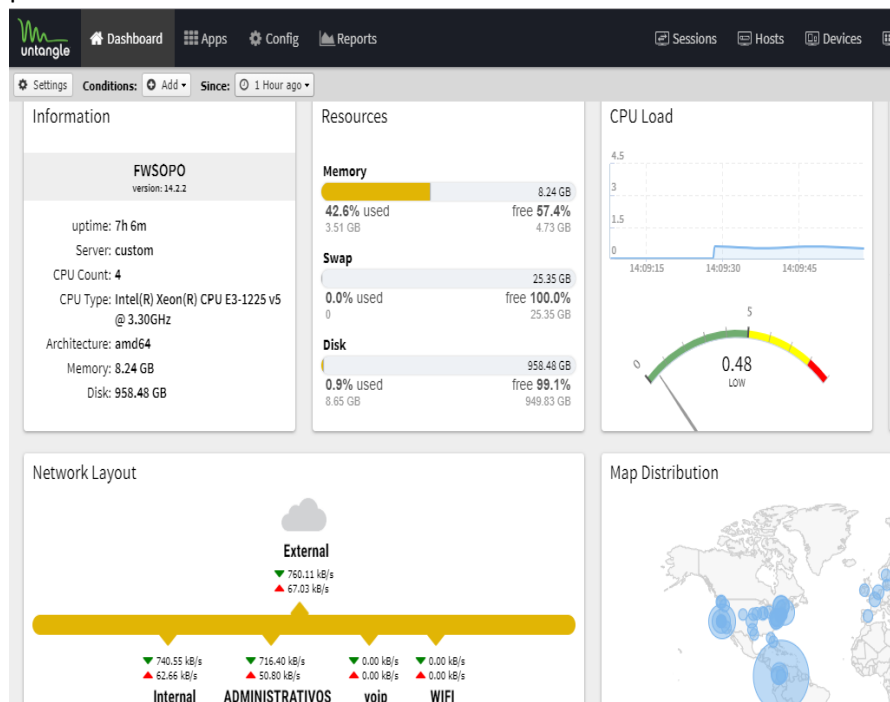 untangle
Dashboard Apps Config Reports Sessions Hosts Devices
Settings Conditions: Add Since: 1 Hour ago
Information
FWSOPO
version: 14.2.2
uptime: 7h 6m
Server: custom
CPU Count: 4
CPU Type: Intel(R) Xeon(R) CPU E3-1225 v5
@ 3.30GHz
Architecture: amd64
Memory: 8.24 GB
Disk: 958.48 GB
Resources
Memory
8.24 GB
42.6% used free 57.4%
3.51 GB 4.73 GB
Swap
25.35 GB
0.0% used free 100.0%
0 25.35 GB
Disk
958.48 GB
0.9% used free 99.1%
8.65 GB 949.83 GB
CPU Load
4.5
3
1.5
0
14:09:15 14:09:30 14:09:45
0
5
0.48
LOW
Network Layout
External
760.11 kB/s
67.03 kB/s
740.55 kB/s 716.40 kB/s 0.00 kB/s 0.00 kB/s
62.66 kB/s 50.80 kB/s 0.00 kB/s 0.00 kB/s
Internal ADMINISTRATIVOS voip WIFI
Map Distribution